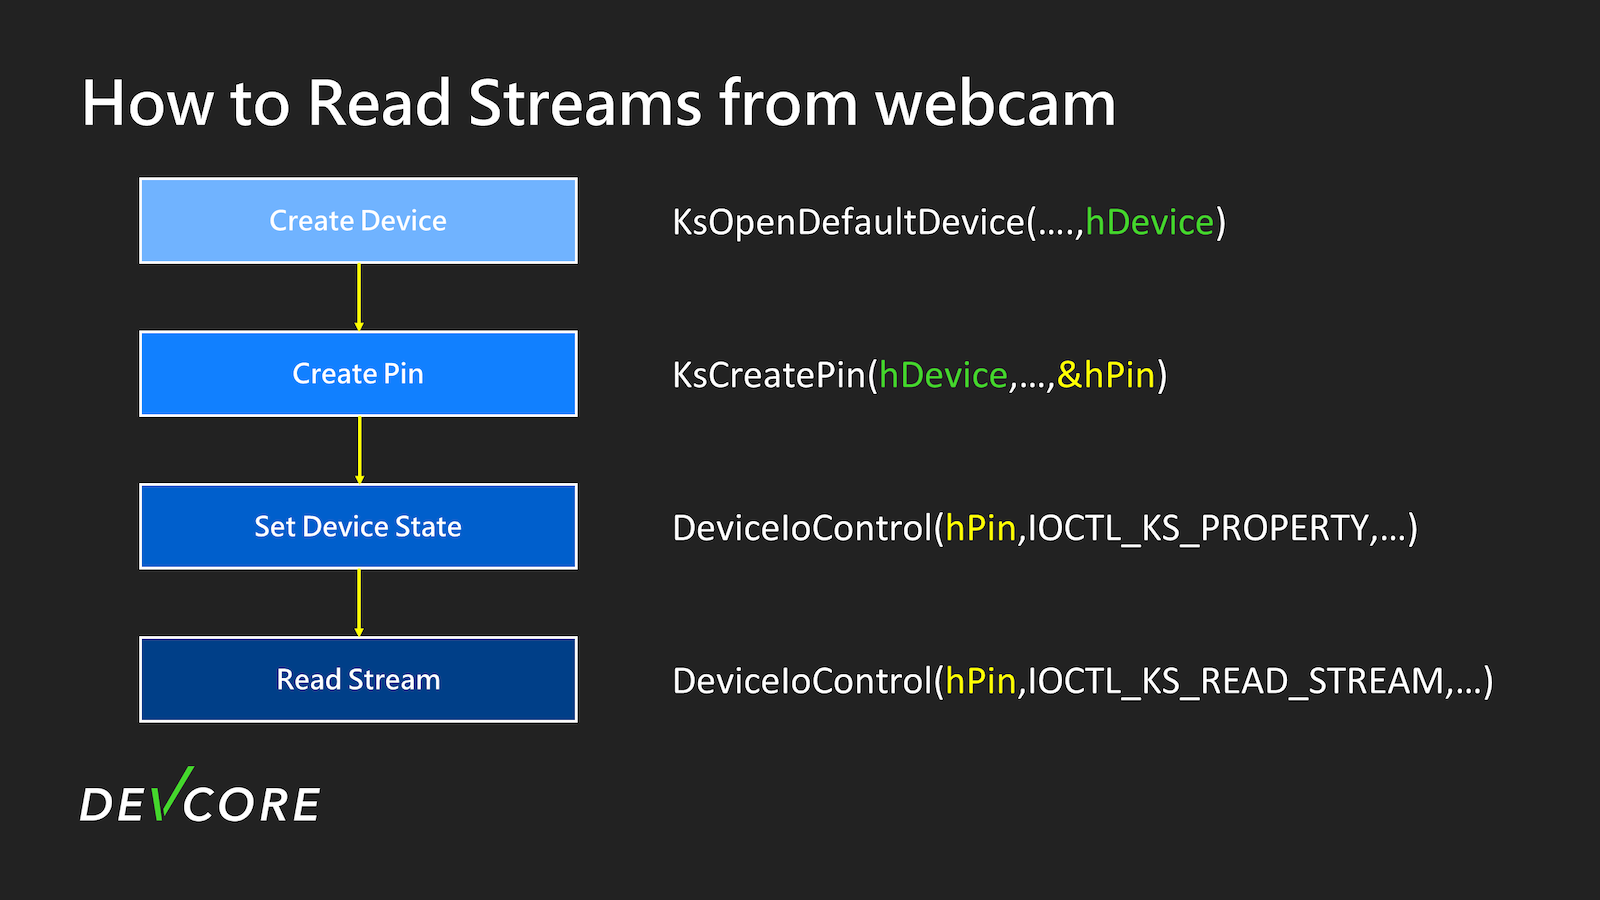 How to Read Streams from webcam
Create Device
KsOpenDefaultDevice(....,hDevice)
Create Pin
KsCreatePin(hDevice,...,&hPin)
Set Device State
DeviceIoControl(hPin,IOCTL_KS_PROPERTY,...)
Read Stream
DeviceIoControl(hPin,IOCTL_KS_READ_STREAM,...)
DEVCORE